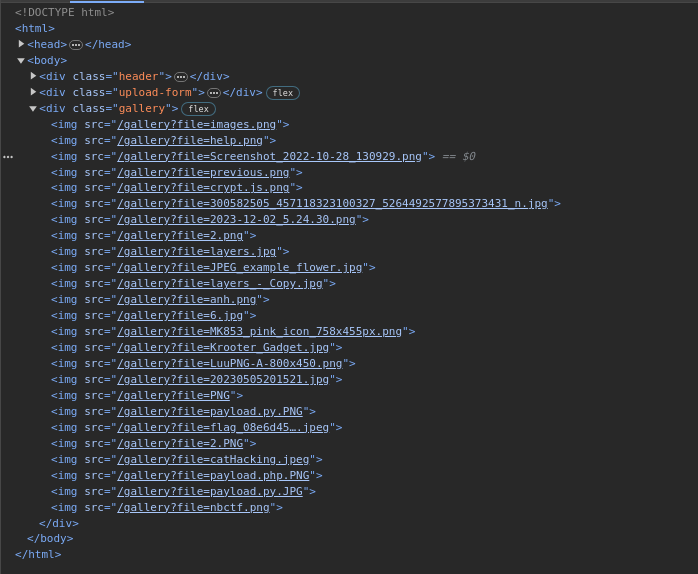 <!DOCTYPE html>
<html>
<head>…</head>
<body>
<div class="header">…</div>
<div class="upload-form">…</div> flex
<div class="gallery"> flex
<img src="/gallery?file=images.png">
<img src="/gallery?file=help.png">
<img src="/gallery?file=Screenshot_2022-10-28_130929.png"> == $0
<img src="/gallery?file=previous.png">
<img src="/gallery?file=crypt.js.png">
<img src="/gallery?file=300582505_457118323100327_5264492577895373431_n.jpg">
<img src="/gallery?file=2023-12-02_5.24.30.png">
<img src="/gallery?file=2.png">
<img src="/gallery?file=layers.jpg">
<img src="/gallery?file=JPEG_example_flower.jpg">
<img src="/gallery?file=layers_-_Copy.jpg">
<img src="/gallery?file=anh.png">
<img src="/gallery?file=6.jpg">
<img src="/gallery?file=MK853_pink_icon_758x455px.png">
<img src="/gallery?file=Krooter_Gadget.jpg">
<img src="/gallery?file=LuuPNG-A-800x450.png">
<img src="/gallery?file=20230505201521.jpg">
<img src="/gallery?file=PNG">
<img src="/gallery?file=payload.py.PNG">
<img src="/gallery?file=flag_08e6d45….jpeg">
<img src="/gallery?file=2.PNG">
<img src="/gallery?file=catHacking.jpeg">
<img src="/gallery?file=payload.php.PNG">
<img src="/gallery?file=payload.py.JPG">
<img src="/gallery?file=nbctf.png">
</div>
</body>
</html>